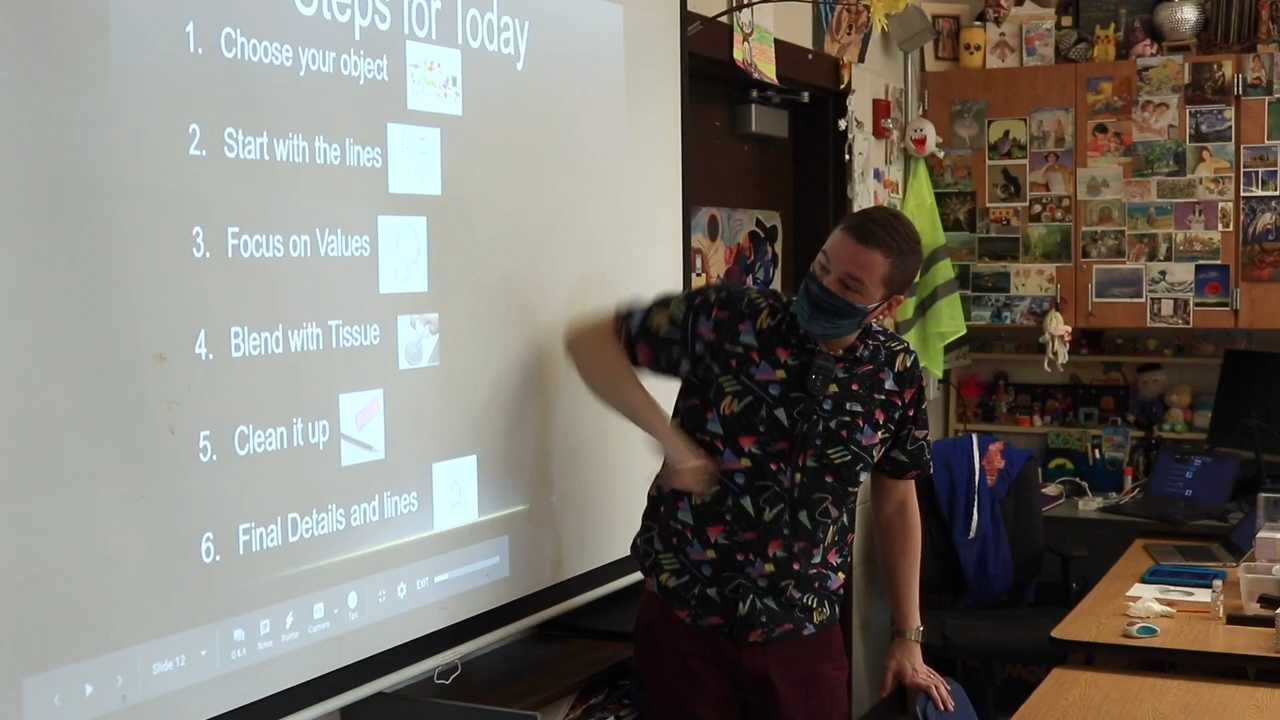 Steps for Today
1. Choose your object
2. Start with the lines
3. Focus on Values
4. Blend with Tissue
5. Clean it up
6. Final Details and lines
Slide 12
Q & A
Notes
Pointer
Captions
Tips
EXIT